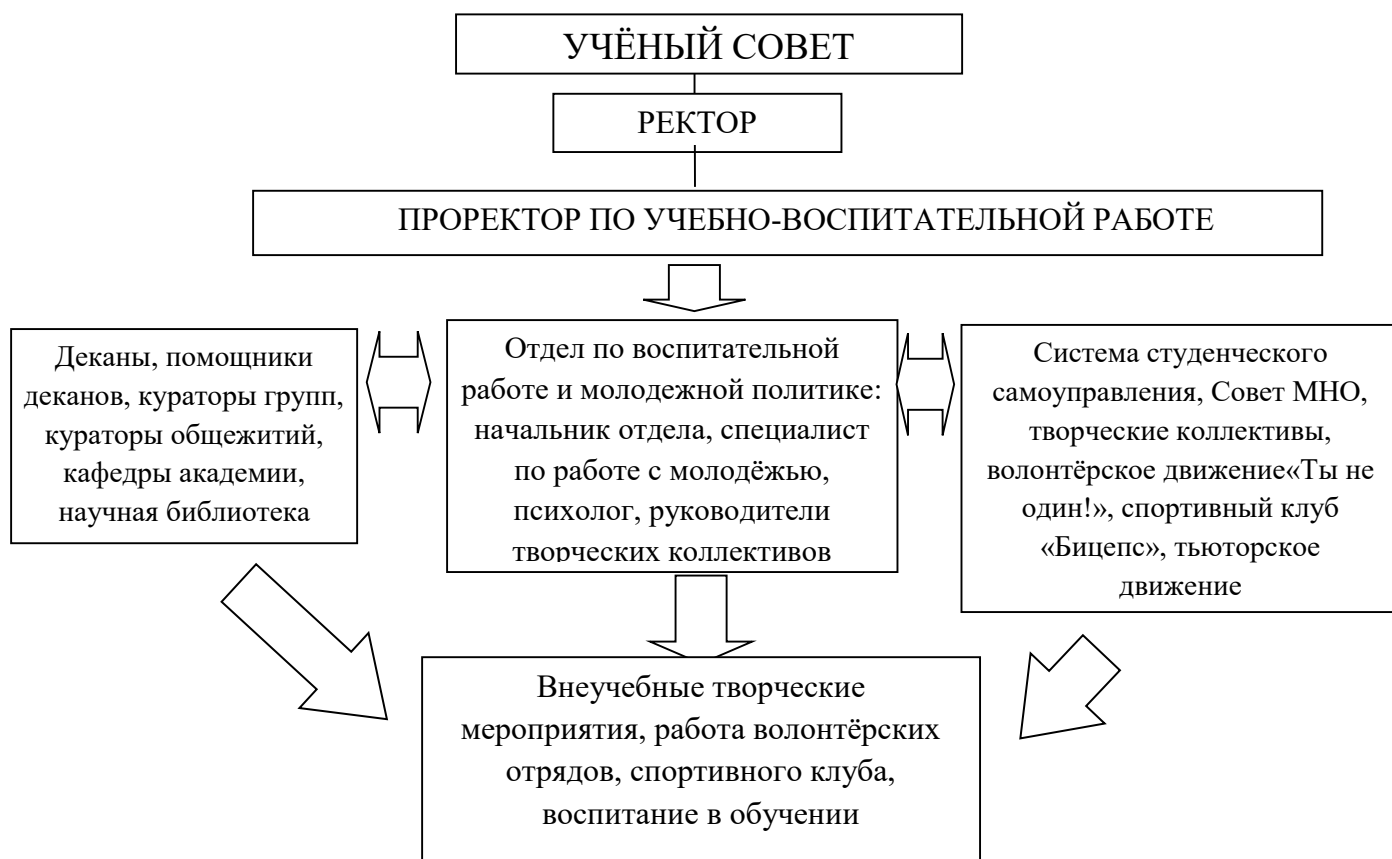 УЧЁНЫЙ СОВЕТ
РЕКТОР
ПРОРЕКТОР ПО УЧЕБНО-ВОСПИТАТЕЛЬНОЙ РАБОТЕ
Деканы, помощники
деканов, кураторы групп,
кураторы общежитий,
кафедры академии,
научная библиотека
Отдел по воспитательной
работе и молодежной политике:
начальник отдела, специалист
по работе с молодёжью,
психолог, руководители
творческих коллективов
Система студенческого
самоуправления, Совет МНО,
творческие коллективы,
волонтёрское движение«Ты не
один!», спортивный клуб
«Бицепс», тьюторское
движение
Внеучебные творческие
мероприятия, работа волонтёрских
отрядов, спортивного клуба,
воспитание в обучении